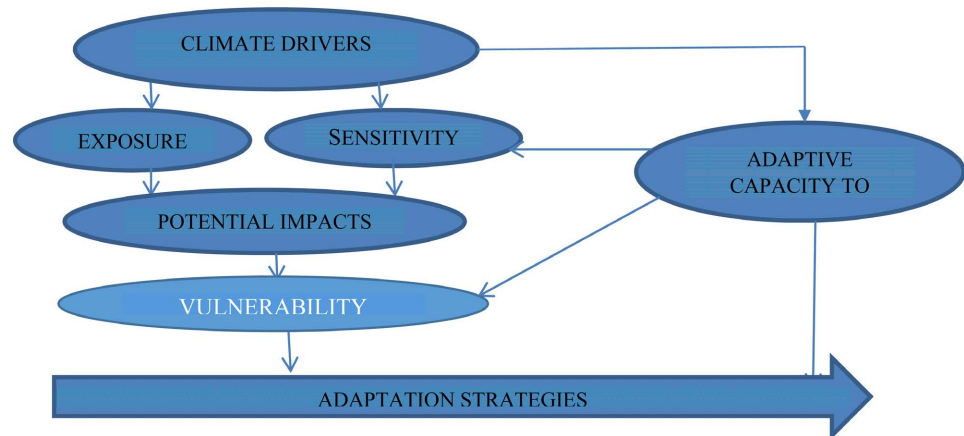 CLIMATE DRIVERS
EXPOSURE
SENSITIVITY
ADAPTIVE
CAPACITY TO
POTENTIAL IMPACTS
VULNERABILITY
ADAPTATION STRATEGIES